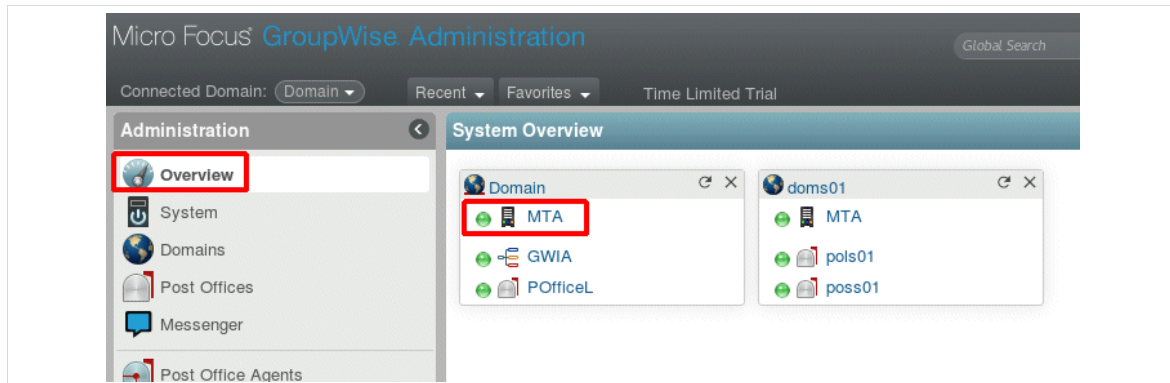 Micro Focus® GroupWise. Administration
Global Search
Connected Domain: Domain
Recent
Favorites
Time Limited Trial
Administration
Overview
System
Domains
Post Offices
Messenger
Post Office Agents
System Overview
Domain
MTA
GWIA
POfficeL
doms01
MTA
pols01
poss01